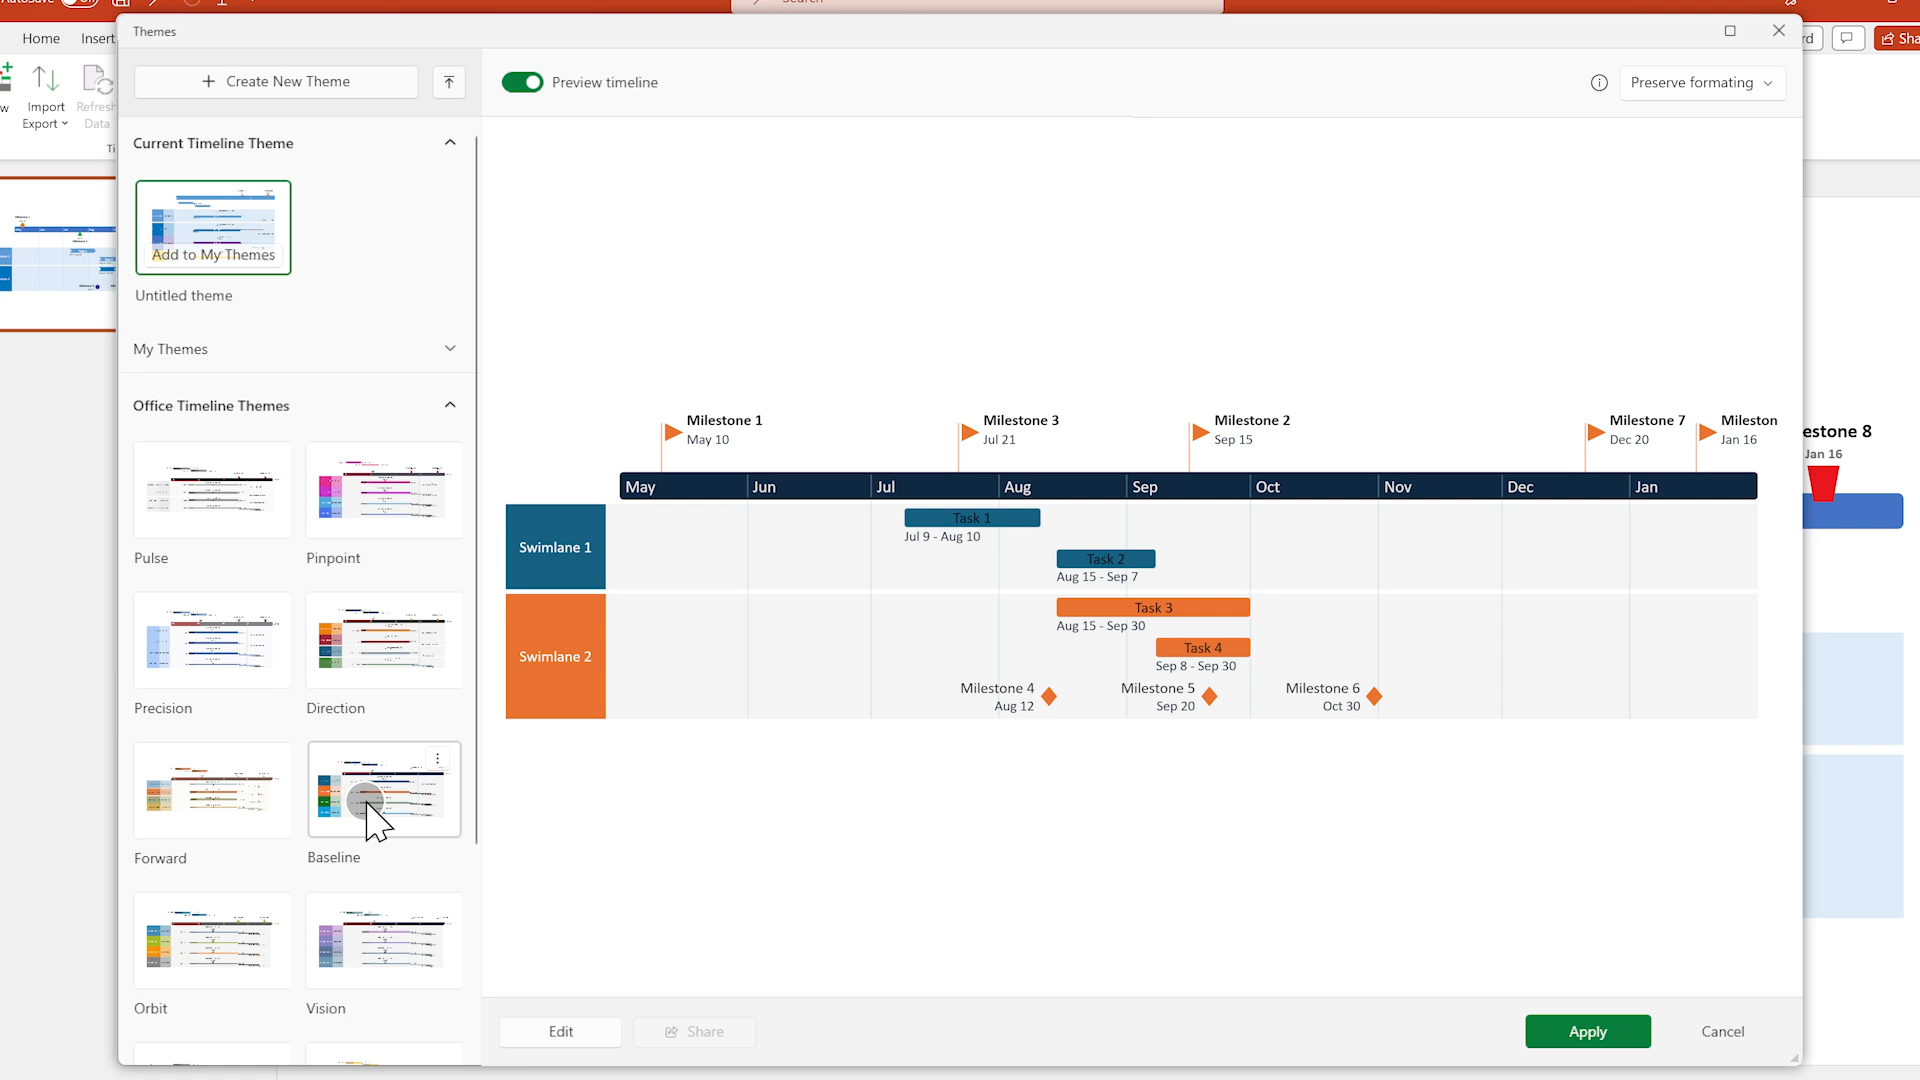 Home Insert
Import
Export
Refresh
Data
Themes
Create New Theme
Preview timeline
Preserve formating
Current Timeline Theme
Add to My Themes
Untitled theme
My Themes
Office Timeline Themes
Pulse
Pinpoint
Precision
Direction
Forward
Baseline
Orbit
Vision
Milestone 1
May 10
Milestone 3
Jul 21
Milestone 2
Sep 15
Milestone 7
Dec 20
Mileston
Jan 16
estone 8
Jan 16
May Jun Jul Aug Sep Oct Nov Dec Jan
Swimlane 1
Task 1
Jul 9 - Aug 10
Task 2
Aug 15 - Sep 7
Swimlane 2
Task 3
Aug 15 - Sep 30
Task 4
Sep 8 - Sep 30
Milestone 4
Aug 12
Milestone 5
Sep 20
Milestone 6
Oct 30
Edit
Share
Apply
Cancel